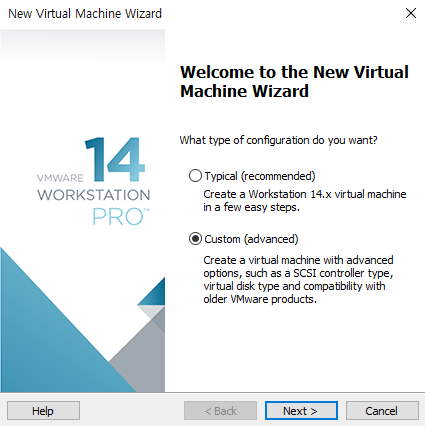 New Virtual Machine Wizard
VMWARE 14
WORKSTATION
PRO™
Welcome to the New Virtual
Machine Wizard
What type of configuration do you want?
Typical (recommended)
Create a Workstation 14.x virtual machine
in a few easy steps.
Custom (advanced)
Create a virtual machine with advanced
options, such as a SCSI controller type,
virtual disk type and compatibility with
older VMware products.
Help
< Back
Next >
Cancel